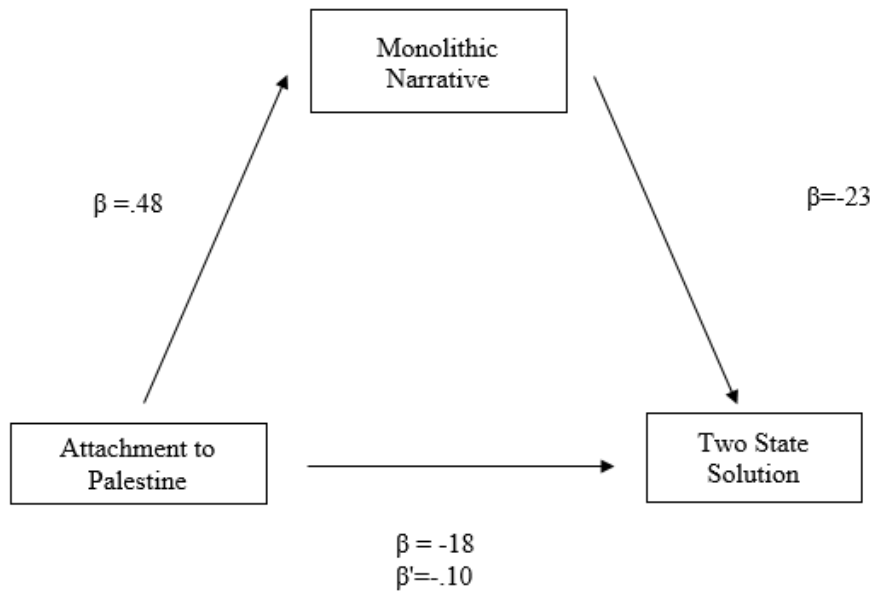 Monolithic
Narrative
β =.48
β=-23
Attachment to
Palestine
Two State
Solution
β = -18
β'=-.10